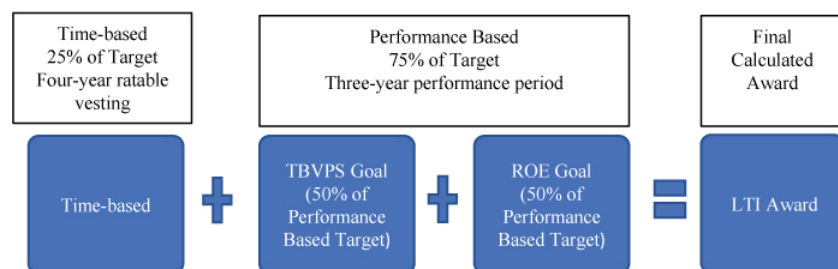 Time-based
25% of Target
Four-year ratable
vesting
Performance Based
75% of Target
Three-year performance period
Final
Calculated
Award
Time-based
TBVPS Goal
(50% of
Performance
Based Target)
ROE Goal
(50% of
Performance
Based Target)
LTI Award